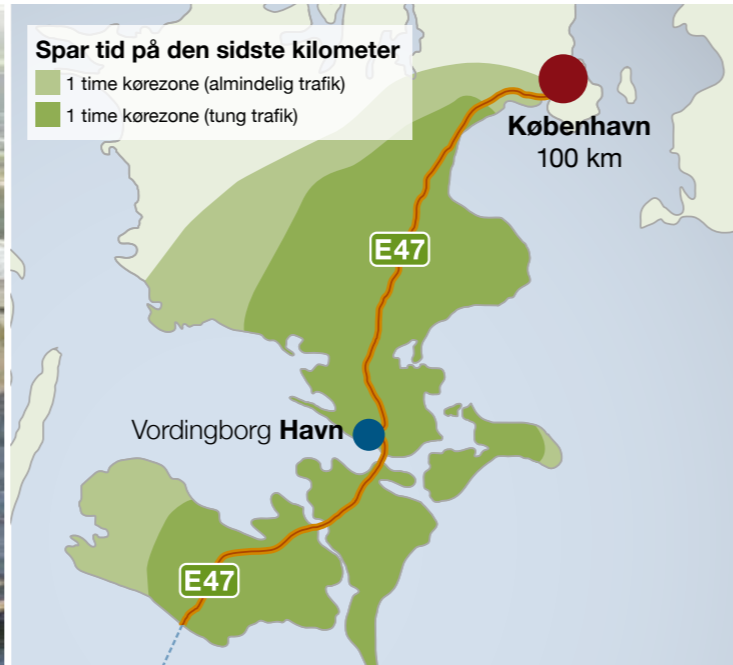 Spar tid på den sidste kilometer
1 time kørezone (almindelig trafik)
1 time kørezone (tung trafik)
København
100 km
E47
Vordingborg Havn
E47